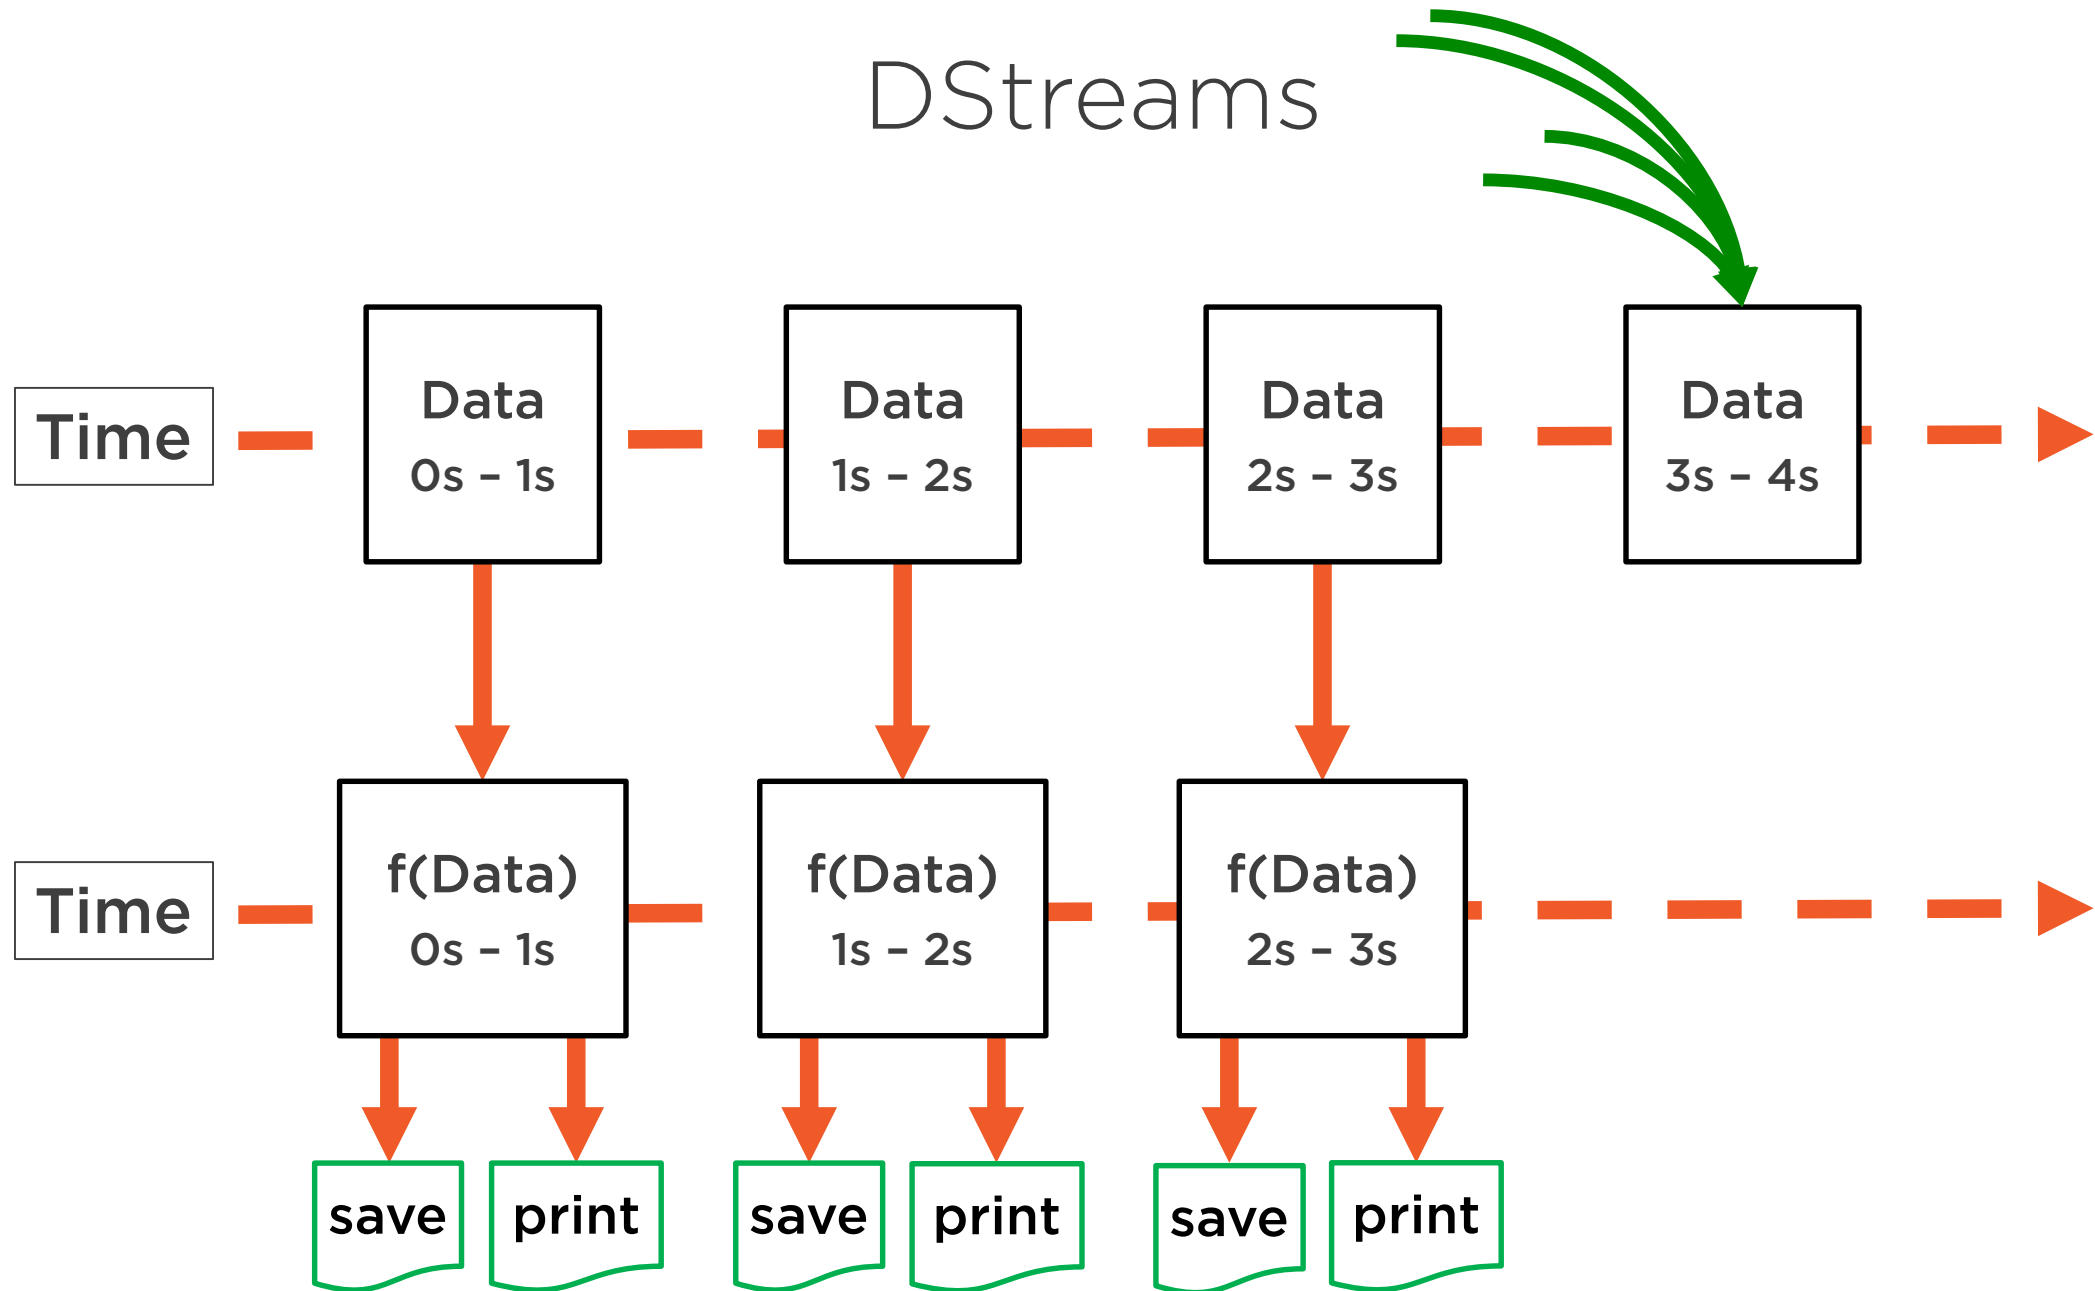 DStreams
Time
Data
0s – 1s
Data
1s – 2s
Data
2s – 3s
Data
3s – 4s
Time
f(Data)
0s – 1s
f(Data)
1s – 2s
f(Data)
2s – 3s
save
print
save
print
save
print